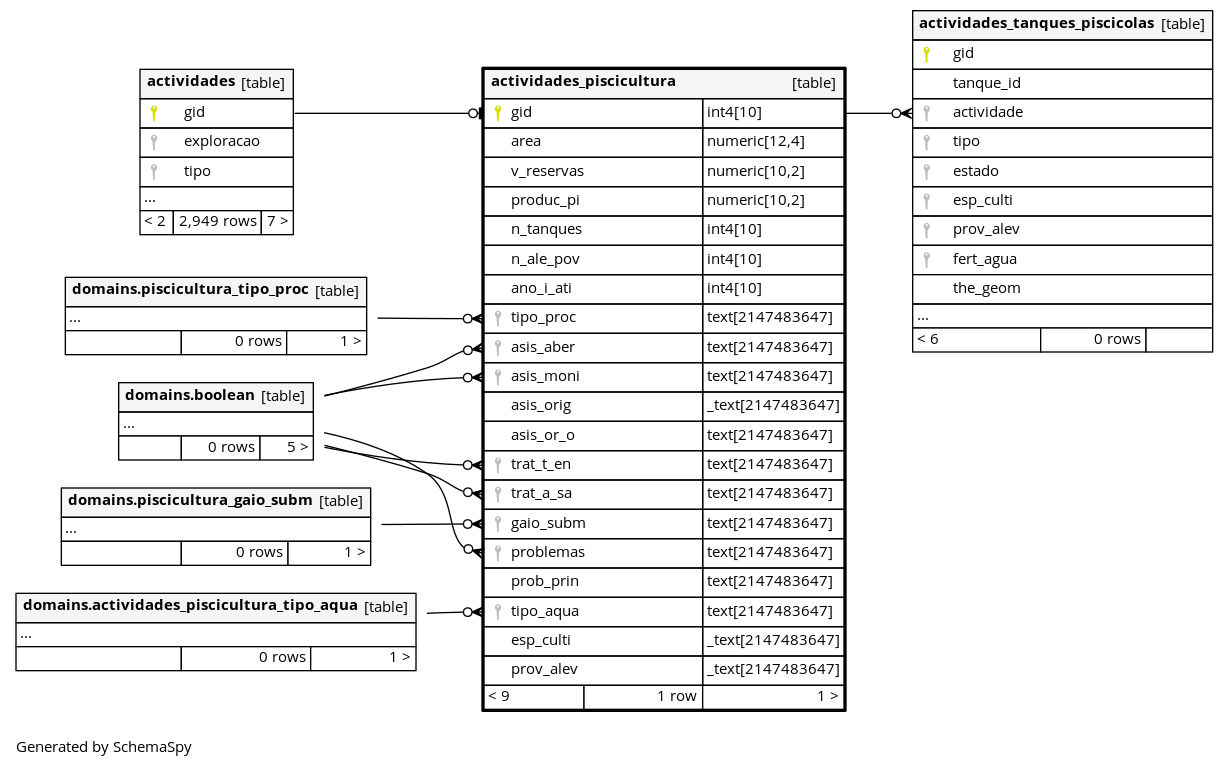 actividades [table]
gid
exploracao
tipo
...
< 2 2,949 rows 7 >
domains.piscicultura_tipo_proc [table]
...
0 rows 1 >
domains.boolean [table]
...
0 rows 5 >
domains.piscicultura_gaio_subm [table]
...
0 rows 1 >
domains.actividades_piscicultura_tipo_aqua [table]
...
0 rows 1 >
actividades_piscicultura [table]
gid int4[10]
area numeric[12,4]
v_reservas numeric[10,2]
produc_pi numeric[10,2]
n_tanques int4[10]
n_ale_pov int4[10]
ano_i_ati int4[10]
tipo_proc text[2147483647]
asis_aber text[2147483647]
asis_moni text[2147483647]
asis_orig _text[2147483647]
asis_or_o text[2147483647]
trat_t_en text[2147483647]
trat_a_sa text[2147483647]
gaio_subm text[2147483647]
problemas text[2147483647]
prob_prin text[2147483647]
tipo_aqua text[2147483647]
esp_culti _text[2147483647]
prov_alev _text[2147483647]
< 9 1 row 1 >
actividades_tanques_piscicolas [table]
gid
tanque_id
actividade
tipo
estado
esp_culti
prov_alev
fert_agua
the_geom
...
< 6 0 rows
Generated by SchemaSpy